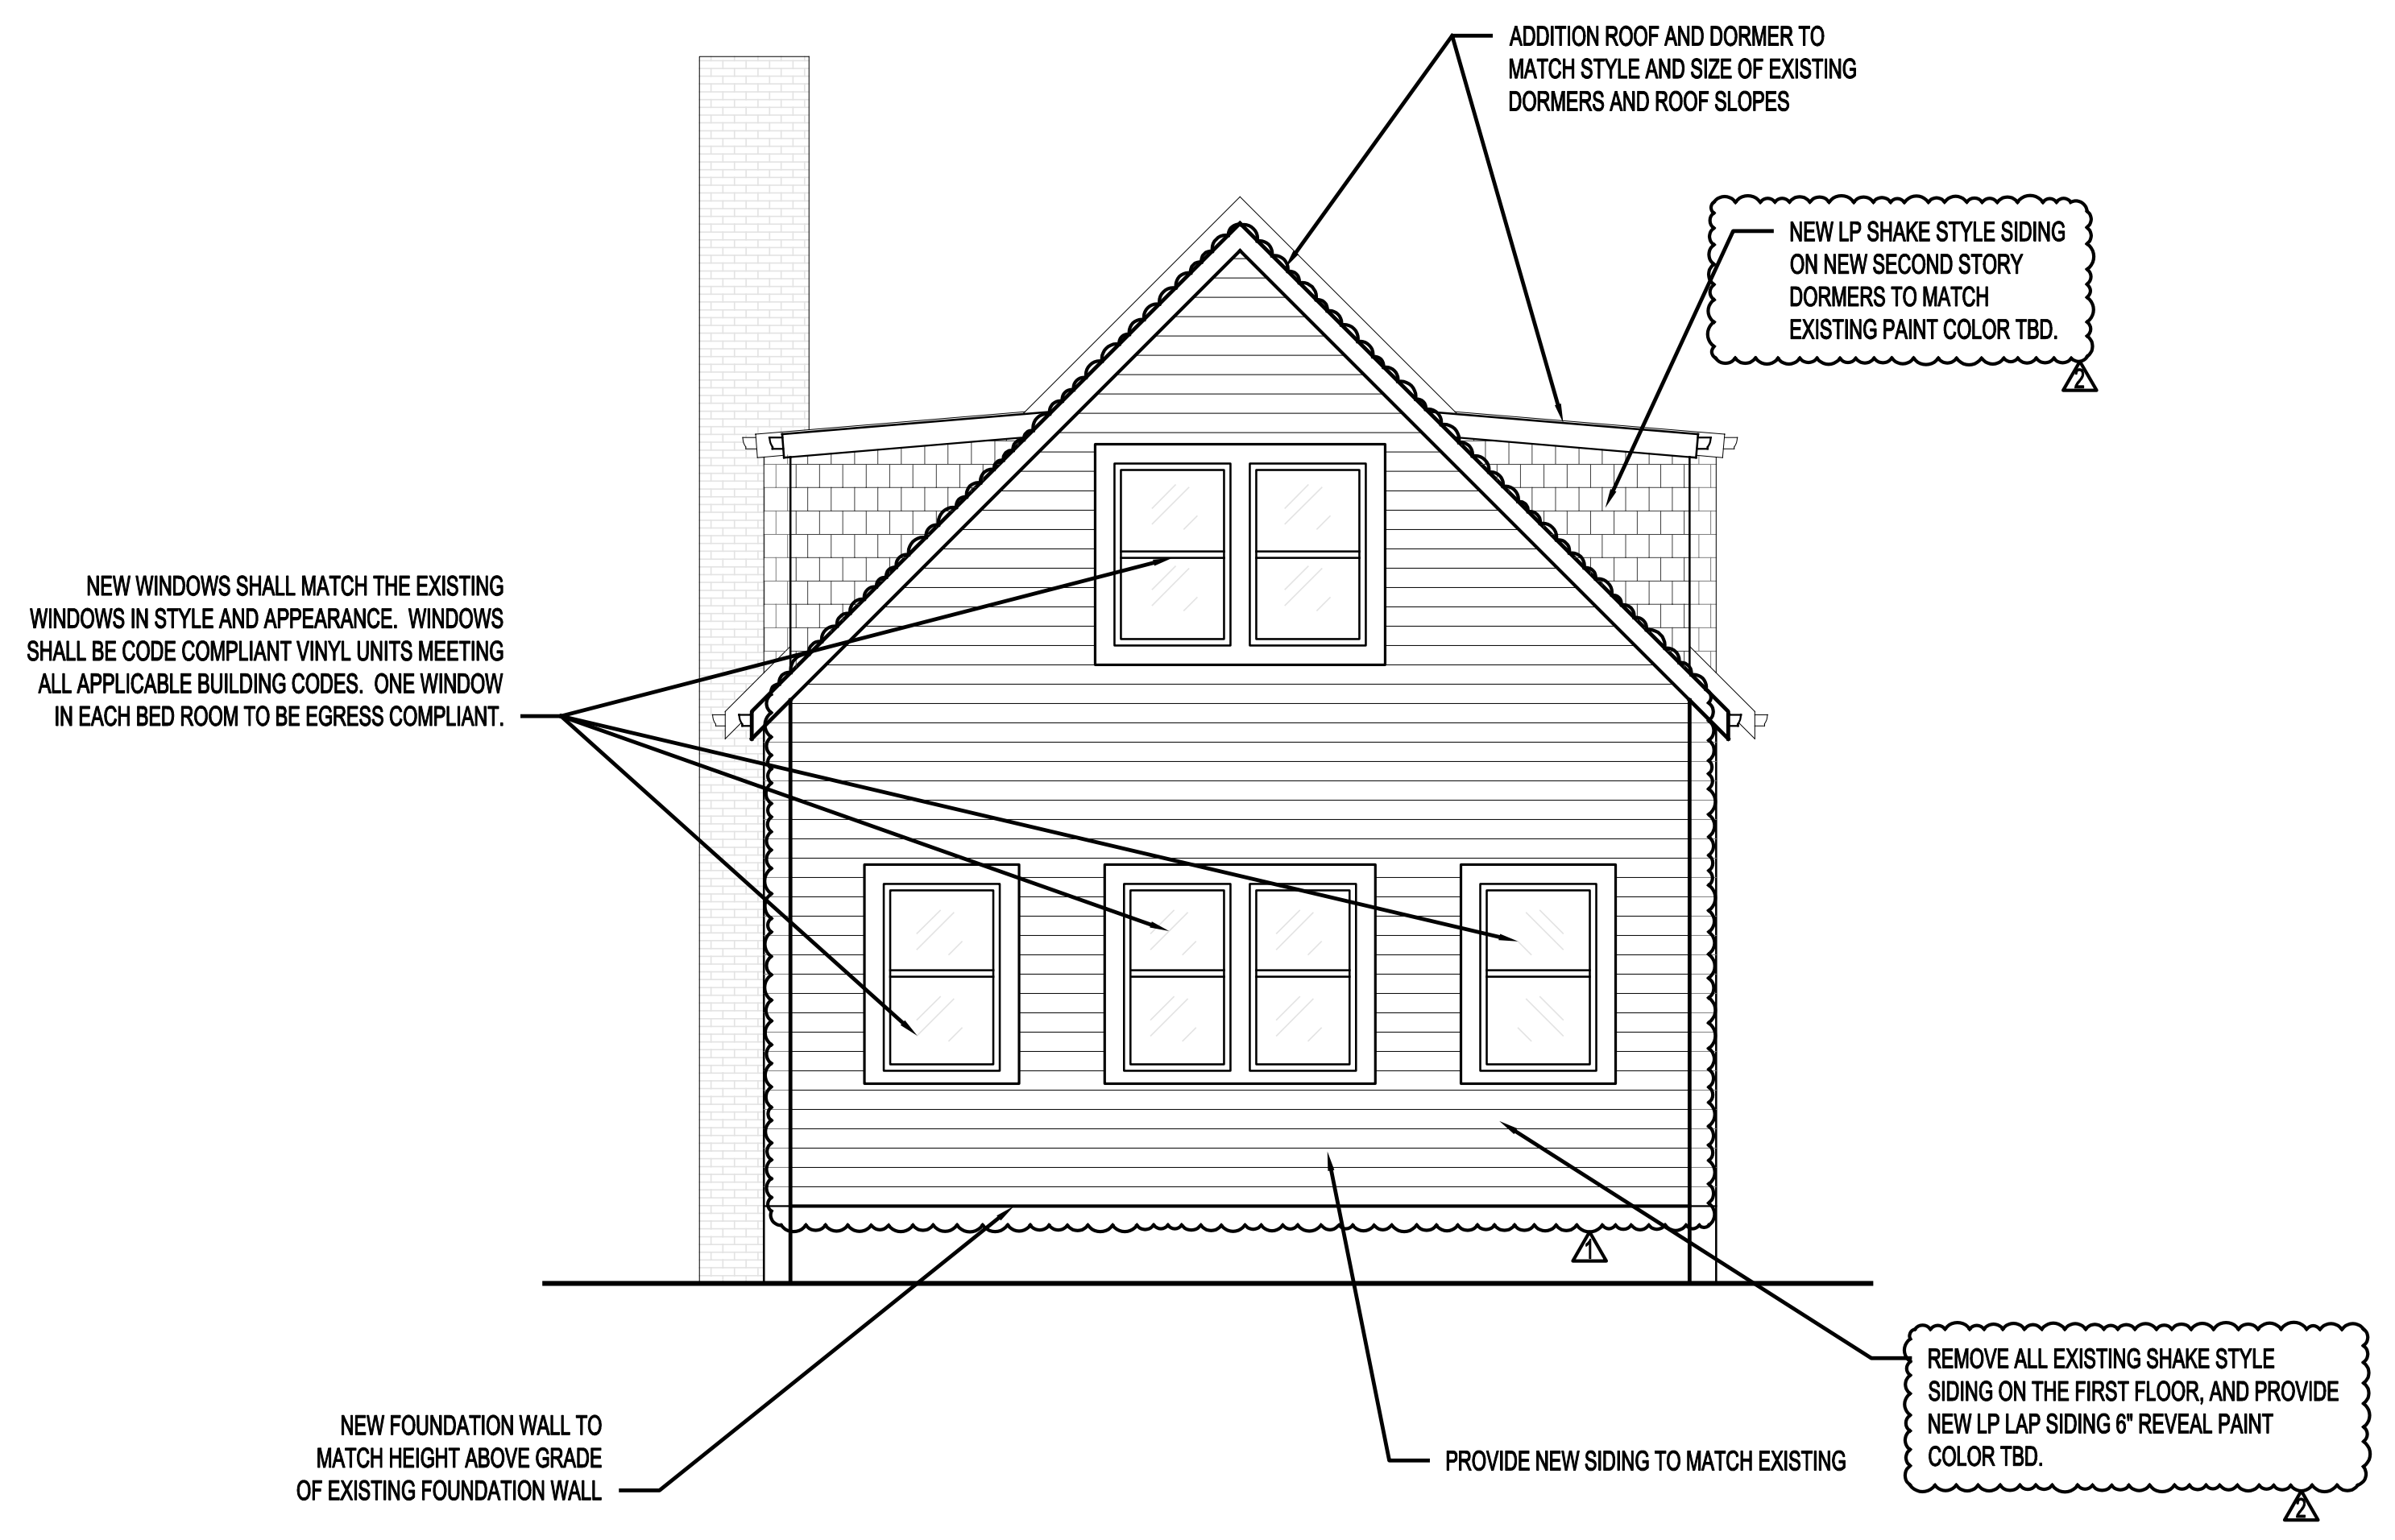 ADDITION ROOF AND DORMER TO
MATCH STYLE AND SIZE OF EXISTING
DORMERS AND ROOF SLOPES
NEW LP SHAKE STYLE SIDING
ON NEW SECOND STORY
DORMERS TO MATCH
EXISTING PAINT COLOR TBD.
2
NEW WINDOWS SHALL MATCH THE EXISTING
WINDOWS IN STYLE AND APPEARANCE. WINDOWS
SHALL BE CODE COMPLIANT VINYL UNITS MEETING
ALL APPLICABLE BUILDING CODES. ONE WINDOW
IN EACH BED ROOM TO BE EGRESS COMPLIANT.
1
REMOVE ALL EXISTING SHAKE STYLE
SIDING ON THE FIRST FLOOR, AND PROVIDE
NEW LP LAP SIDING 6" REVEAL PAINT
COLOR TBD.
2
NEW FOUNDATION WALL TO
MATCH HEIGHT ABOVE GRADE
OF EXISTING FOUNDATION WALL
PROVIDE NEW SIDING TO MATCH EXISTING